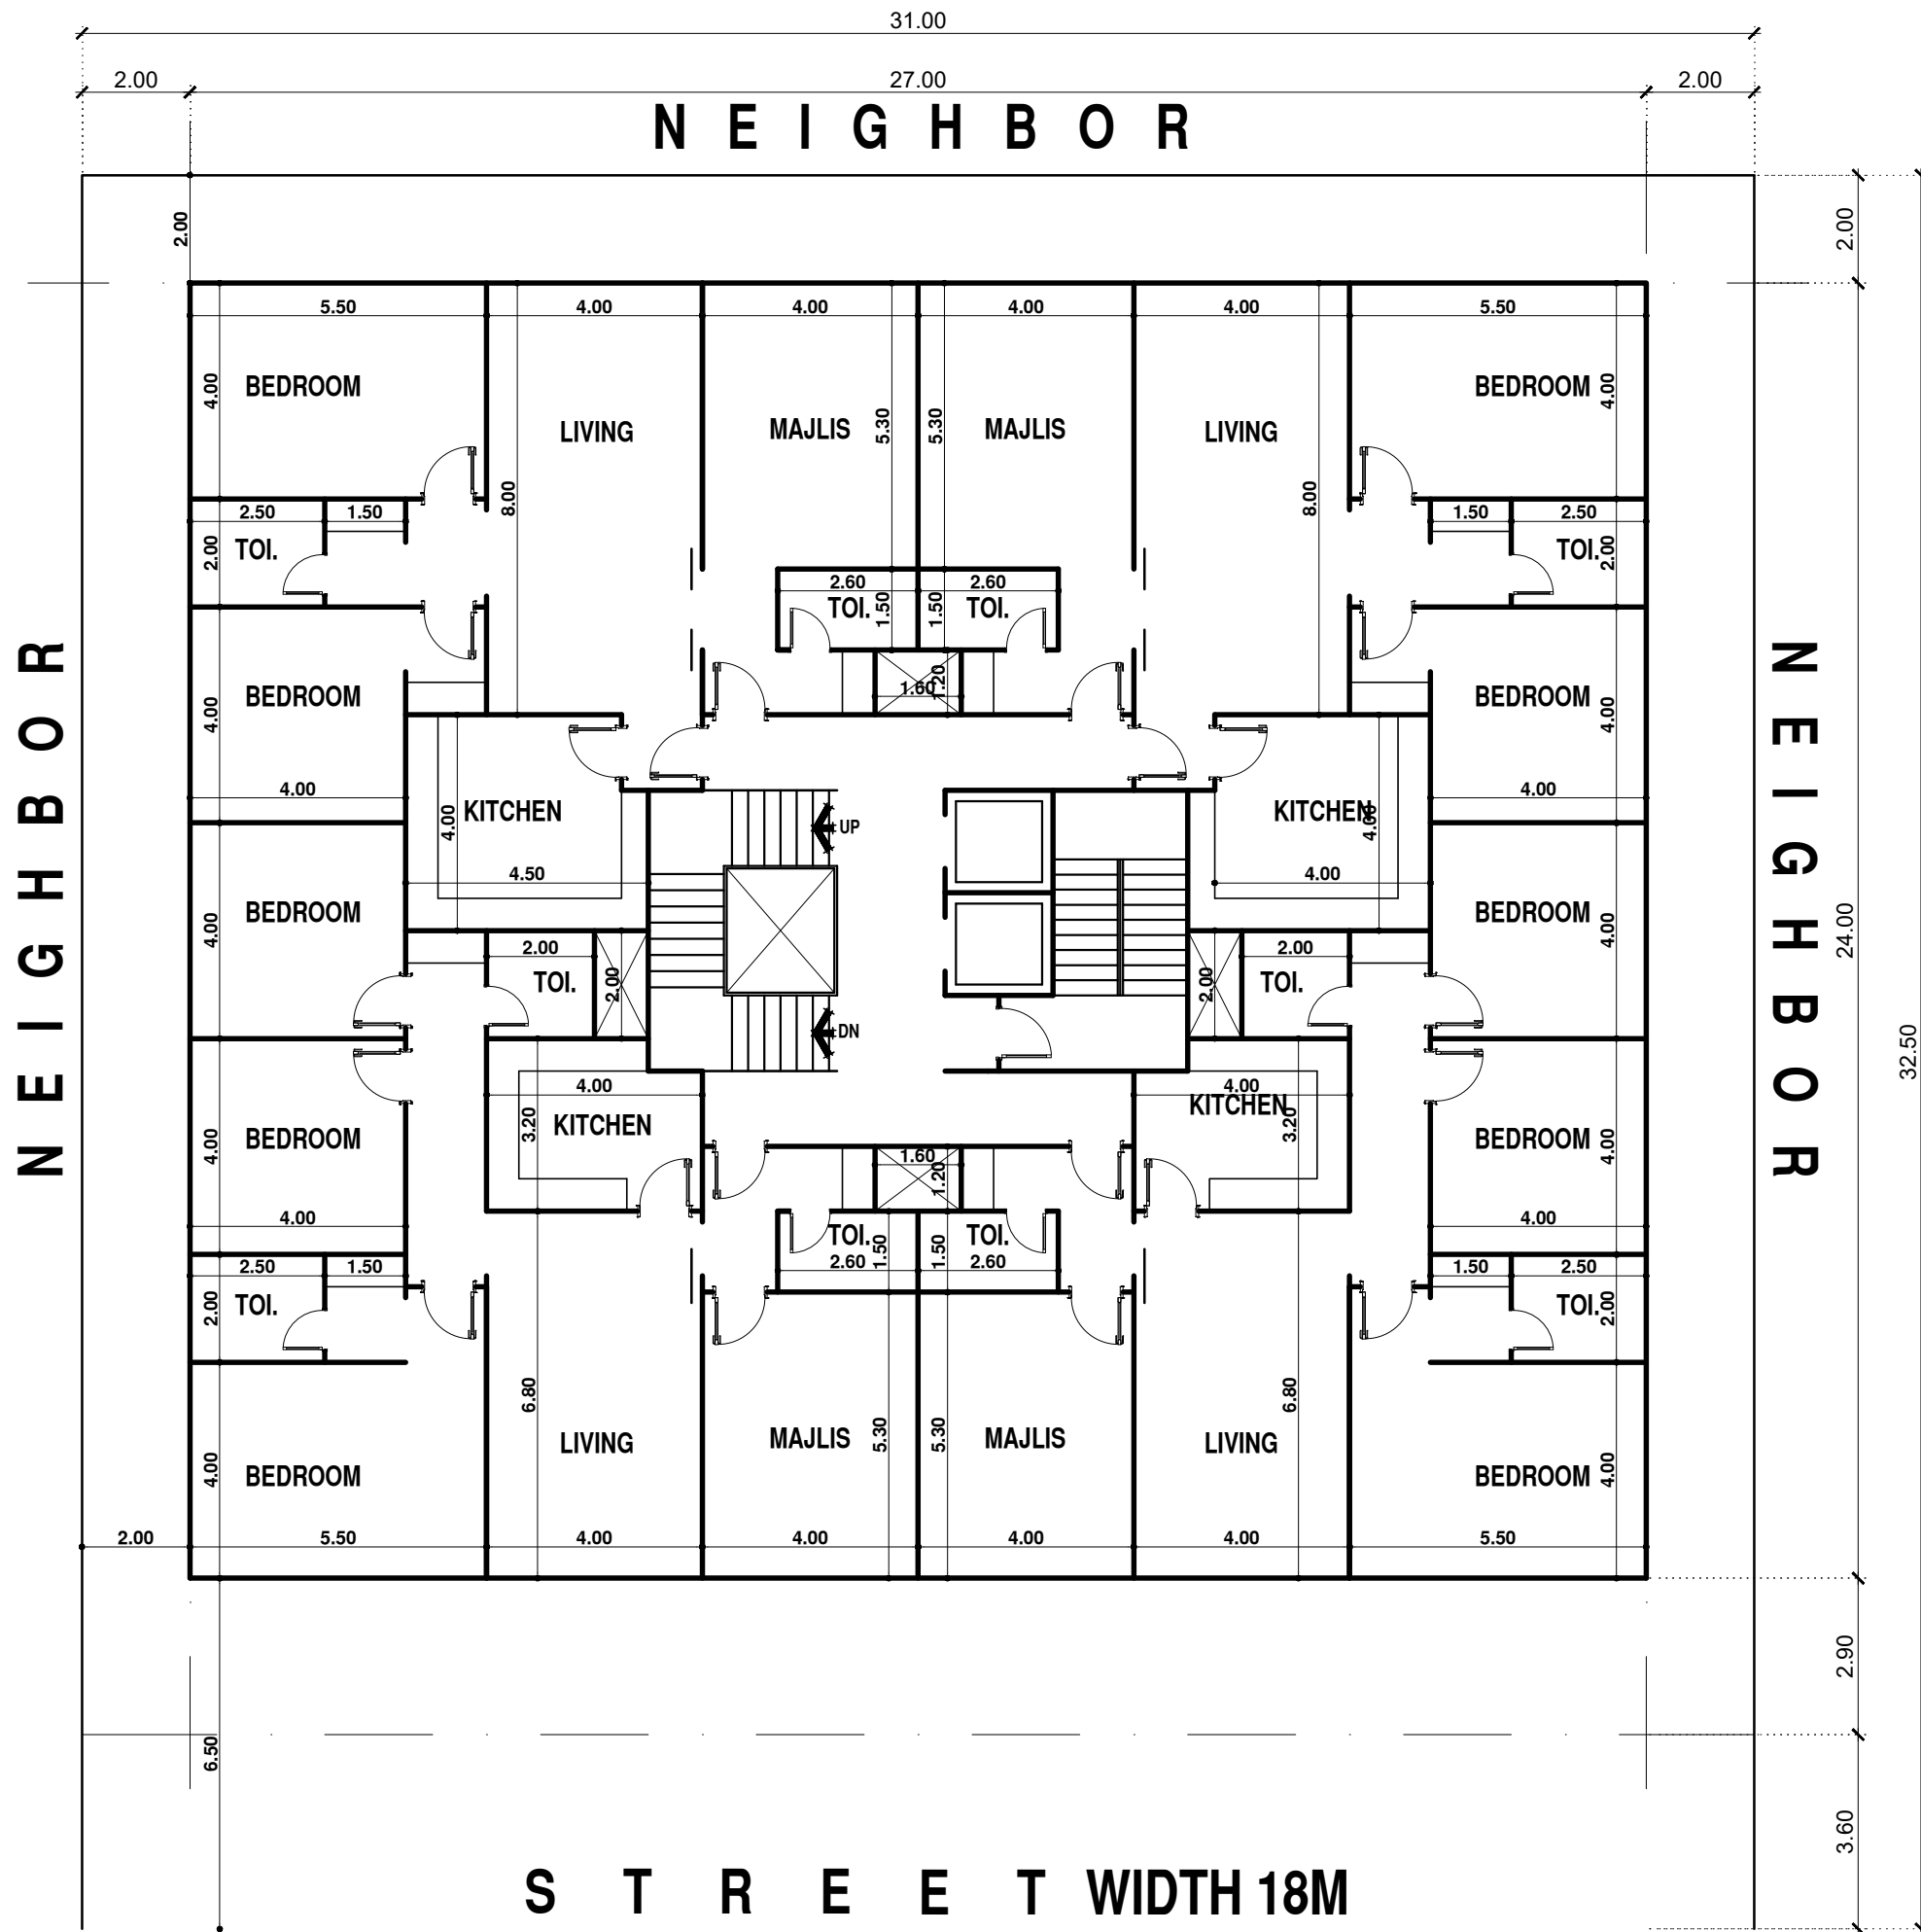 31.00
2.00 27.00 2.00
NEIGHBOR
2.00
2.00
5.50 4.00 4.00 4.00 4.00 5.50
4.00 BEDROOM LIVING MAJLIS 5.30 5.30 MAJLIS LIVING BEDROOM 4.00
8.00 8.00
2.50 1.50 1.50 2.50
2.00 TOI. TOI. 2.00
2.60 2.60
TOI. 1.50 1.50 TOI.
NEIGHBOR
NEIGHBOR
4.00 BEDROOM 1.60 1.20 BEDROOM 4.00
4.00 4.00
4.00 KITCHEN UP KITCHEN 4.00
4.50 4.00
4.00 BEDROOM BEDROOM 4.00
24.00
2.00 2.00
TOI. 2.00 2.00 TOI.
DN
32.50
4.00 4.00
4.00 BEDROOM 3.20 KITCHEN KITCHEN 3.20 BEDROOM 4.00
1.60
1.20
4.00 4.00
TOI. 1.50 1.50 TOI.
2.60 2.60
2.50 1.50 1.50 2.50
2.00 TOI. TOI. 2.00
6.80 6.80
4.00 BEDROOM LIVING MAJLIS 5.30 5.30 MAJLIS LIVING BEDROOM 4.00
2.00 5.50 4.00 4.00 4.00 4.00 5.50
2.90
6.50
3.60
STREET WIDTH 18M